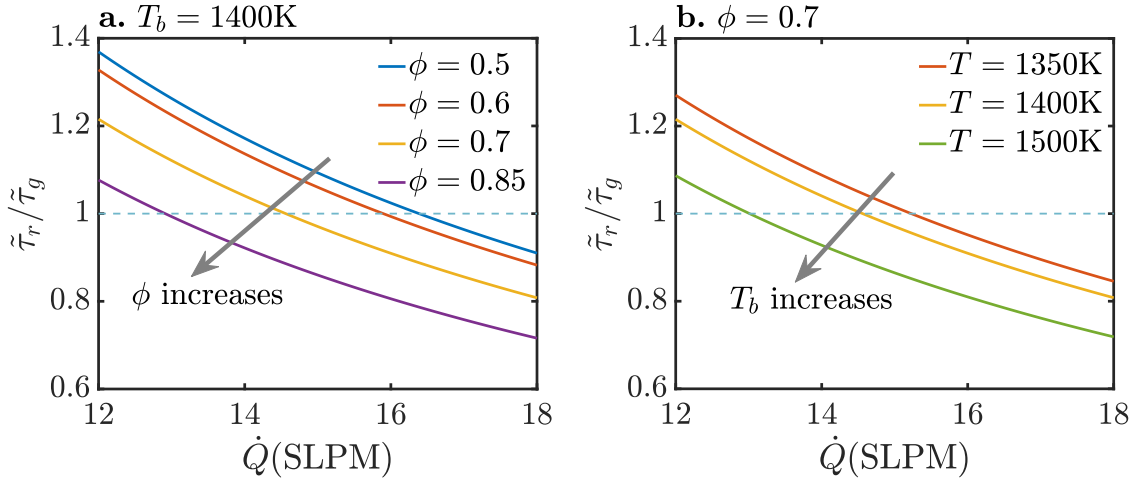 a. T_b = 1400K
1.4
1.2
1
0.8
0.6
τ̃_r/τ̃_g
ϕ = 0.5
ϕ = 0.6
ϕ = 0.7
ϕ = 0.85
ϕ increases
12 14 16 18
Q̇(SLPM)
b. ϕ = 0.7
1.4
1.2
1
0.8
0.6
τ̃_r/τ̃_g
T = 1350K
T = 1400K
T = 1500K
T_b increases
12 14 16 18
Q̇(SLPM)